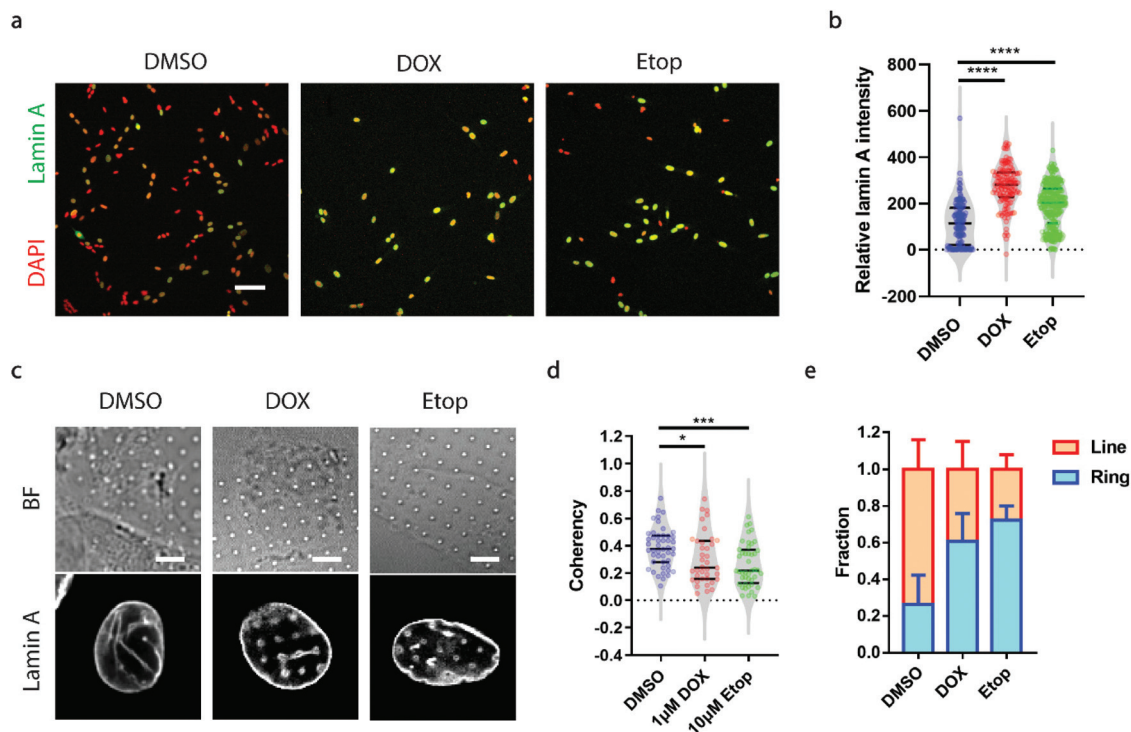 a
DMSO
DOX
Etop
Lamin A
DAPI
b
Relative lamin A intensity
800
600
400
200
0
-200
****
****
DMSO
DOX
Etop
c
DMSO
DOX
Etop
BF
Lamin A
d
Coherency
1.2
1.0
0.8
0.6
0.4
0.2
0.0
-0.2
-0.4
***
*
DMSO
1μM DOX
10μM Etop
e
Fraction
1.2
1.0
0.8
0.6
0.4
0.2
0.0
DMSO
DOX
Etop
Line
Ring